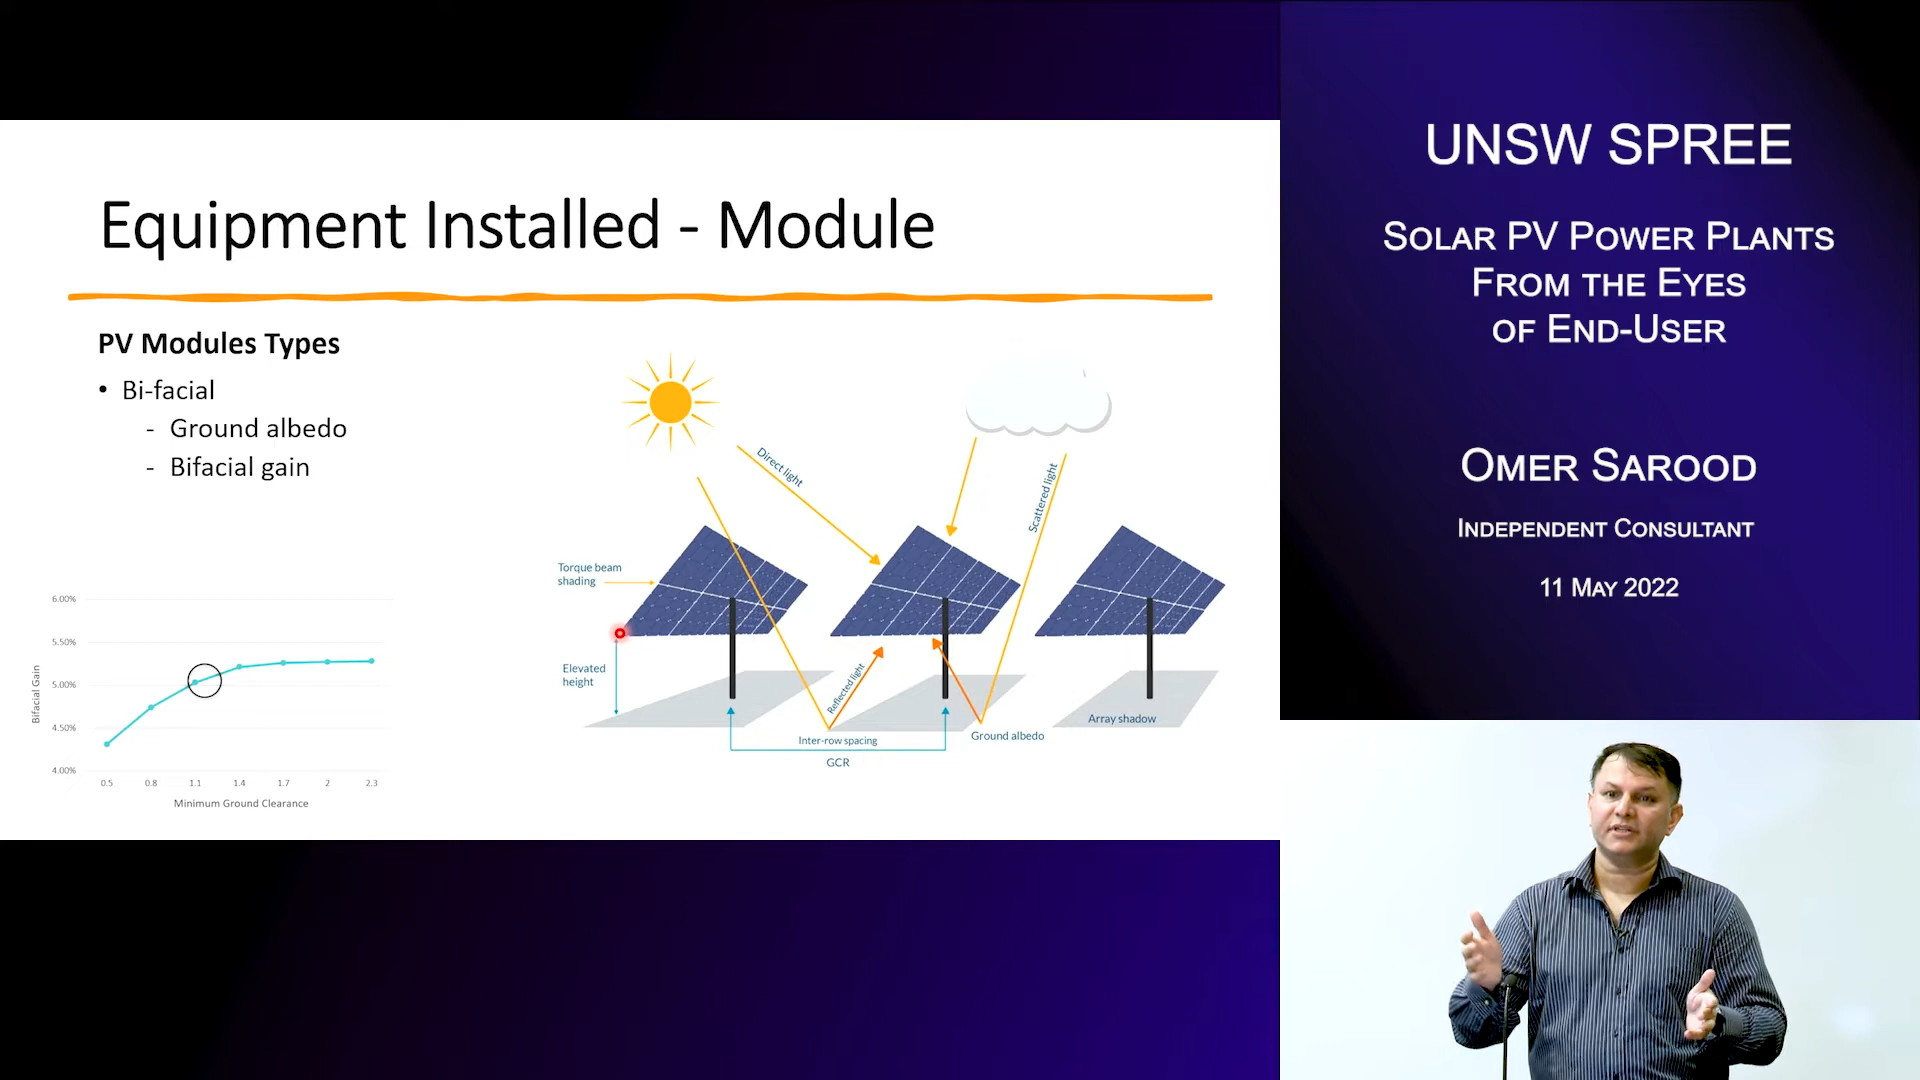 Equipment Installed - Module
PV Modules Types
• Bi-facial
- Ground albedo
- Bifacial gain
6.00%
5.50%
5.00%
4.50%
4.00%
Bifacial Gain
0.5 0.8 1.1 1.4 1.7 2 2.3
Minimum Ground Clearance
Direct light
Scattered light
Torque beam
shading
Elevated
height
Reflected light
Inter-row spacing
GCR
Ground albedo
Array shadow
UNSW SPREE
SOLAR PV POWER PLANTS
FROM THE EYES
OF END-USER
OMER SAROOD
INDEPENDENT CONSULTANT
11 MAY 2022